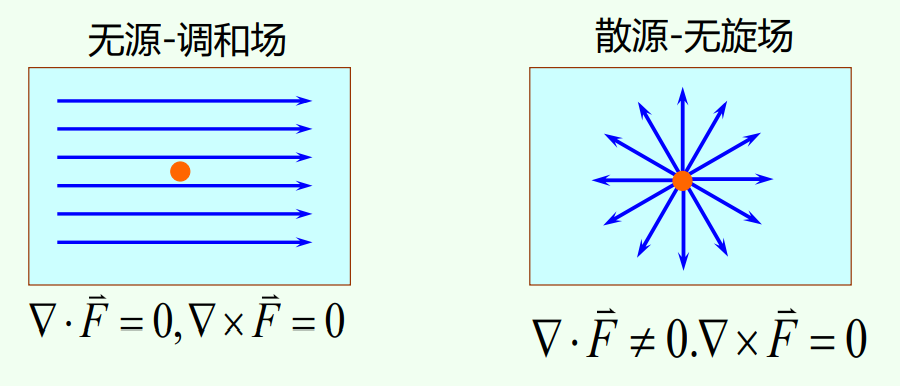 无源-调和场
∇·F⃗ = 0,∇×F⃗ = 0
散源-无旋场
∇·F⃗ ≠ 0.∇×F⃗ = 0